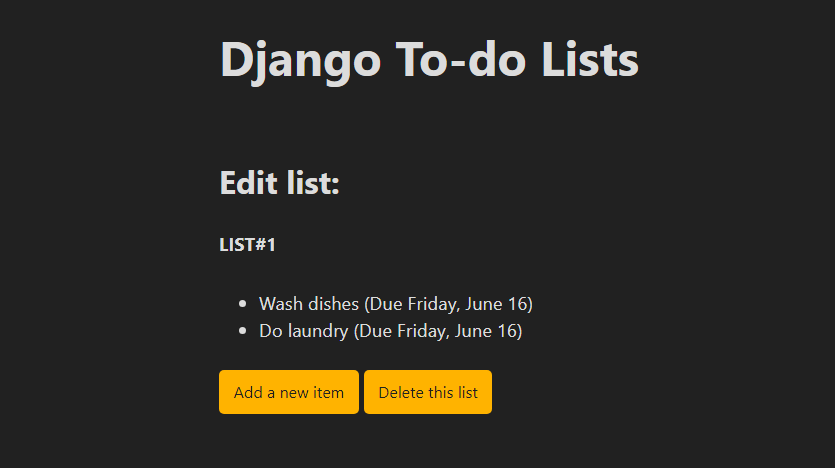 Django To-do Lists
Edit list:
LIST#1
Wash dishes (Due Friday, June 16)
Do laundry (Due Friday, June 16)
Add a new item
Delete this list